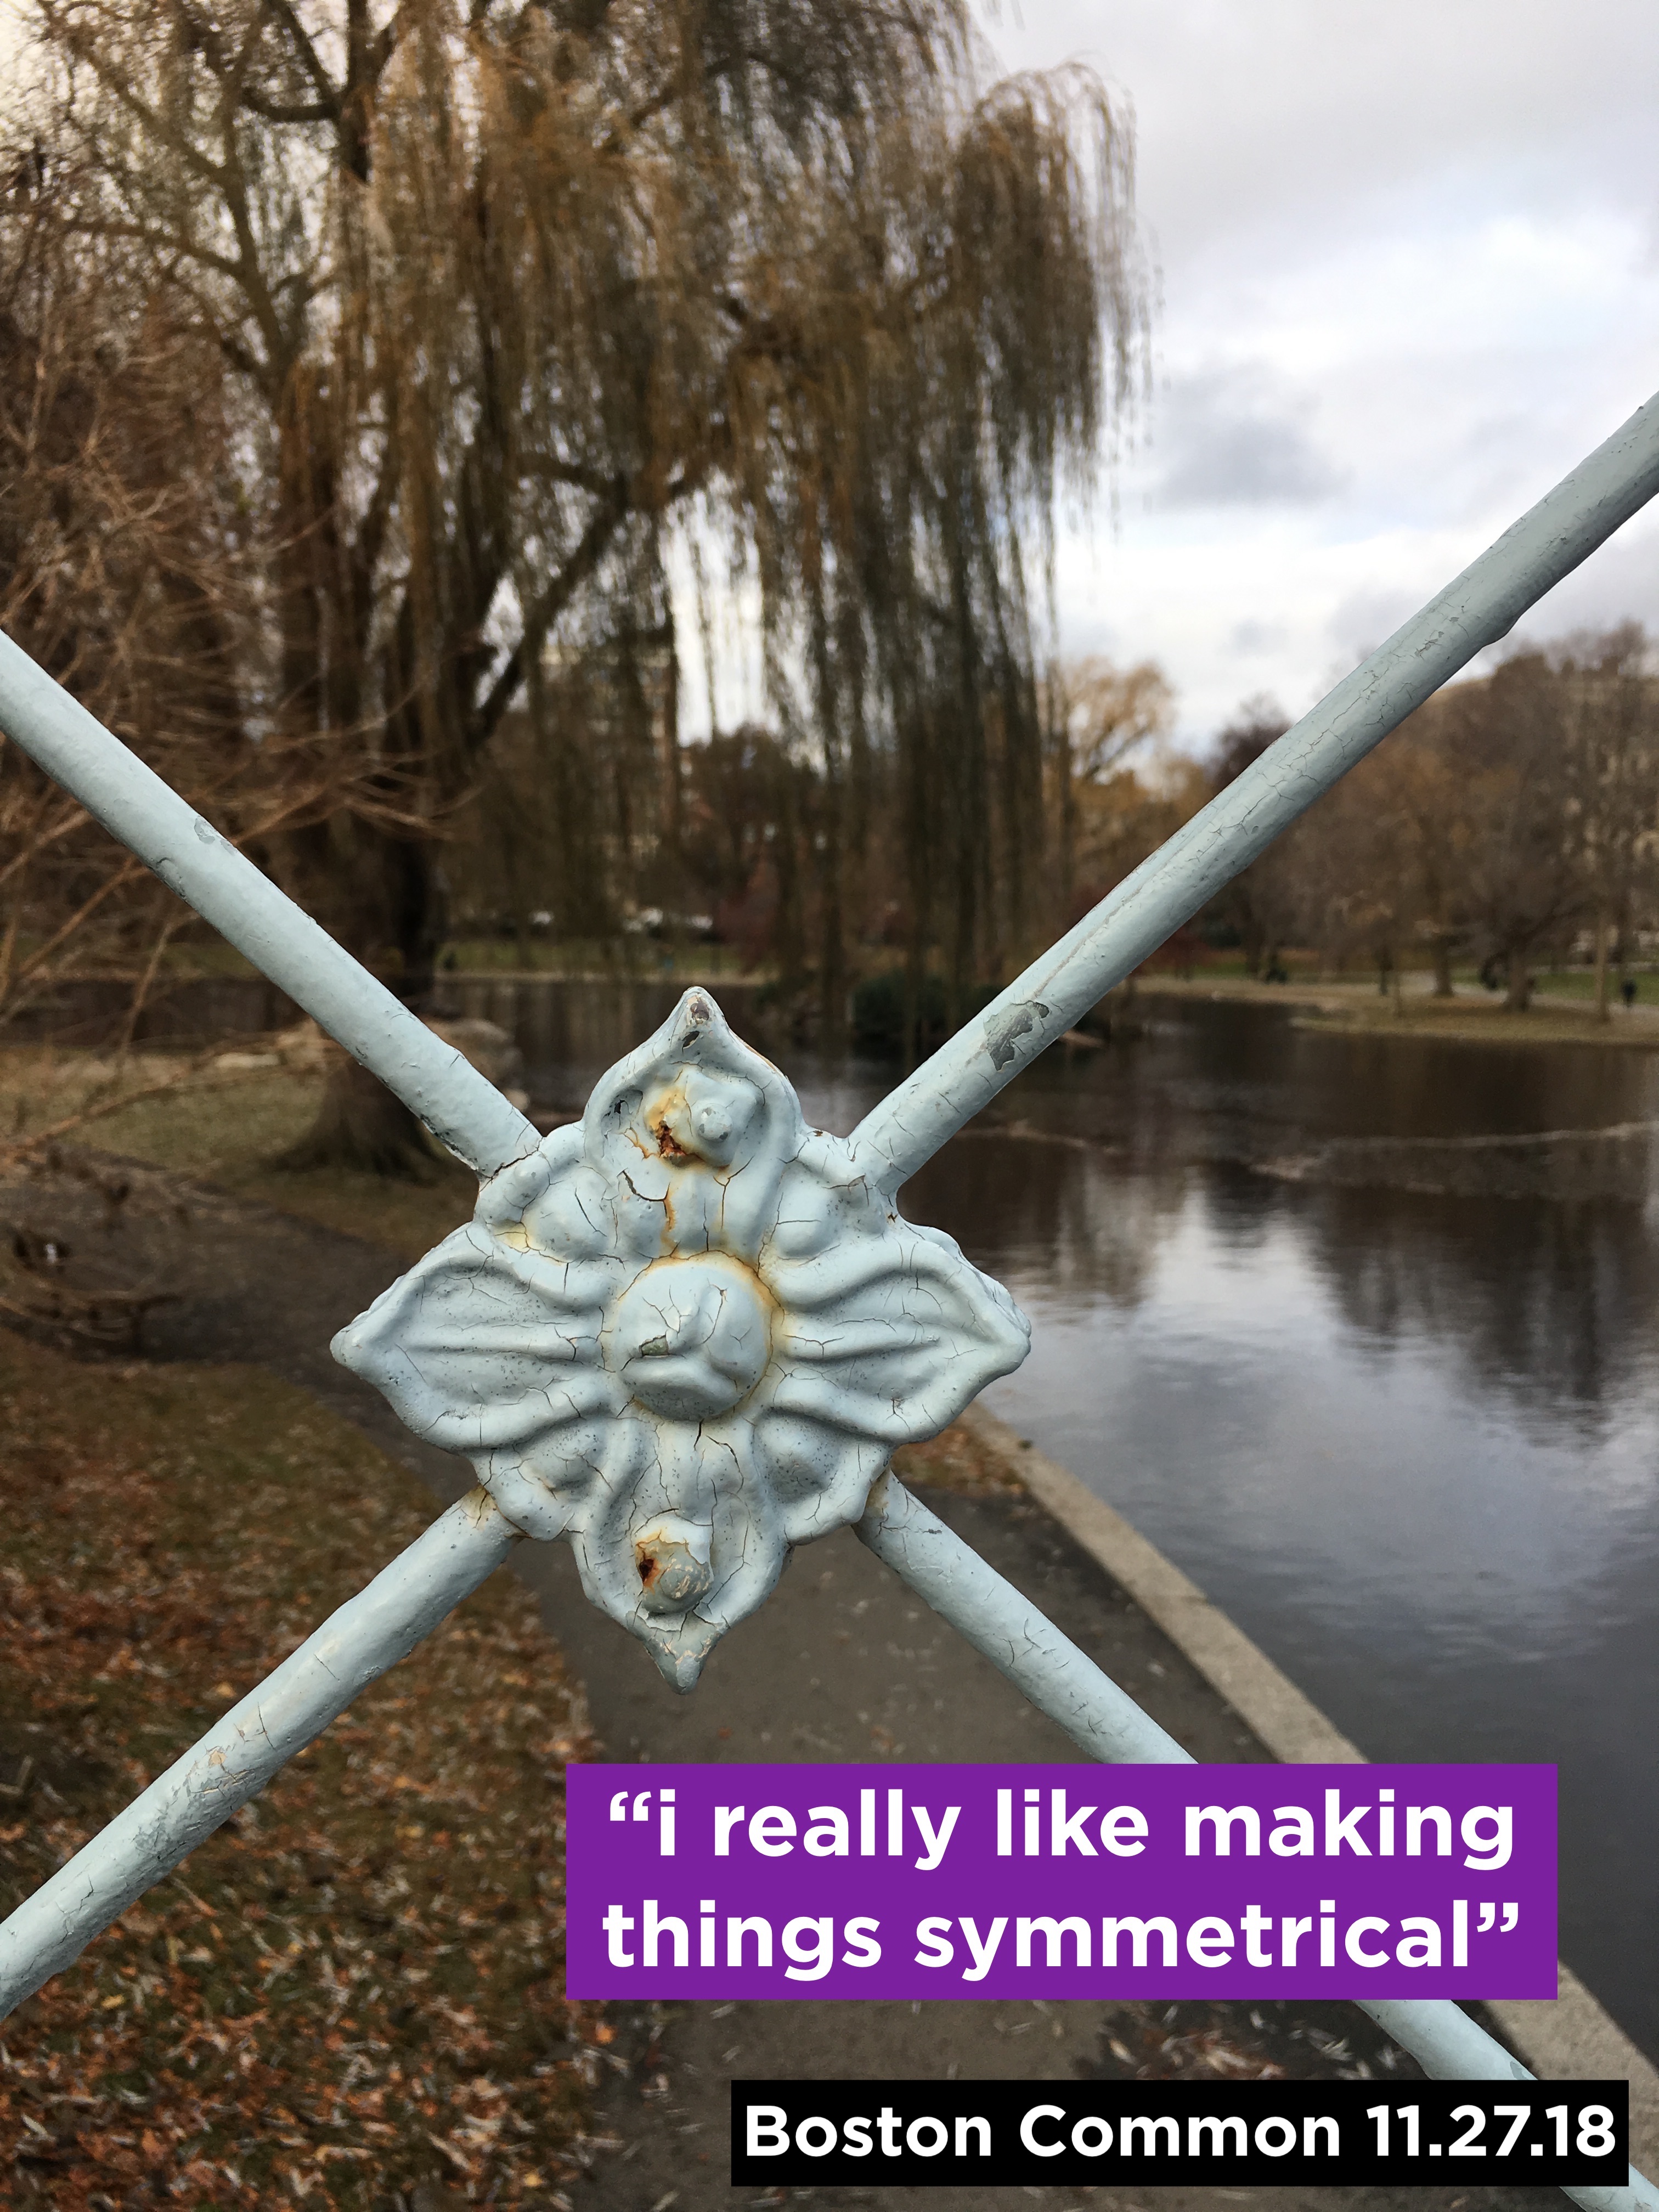 “i really like making
things symmetrical”
Boston Common 11.27.18